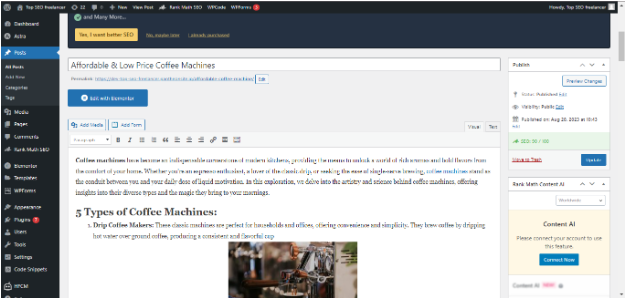 Top SEO freelancer
22
0
New
View Post
Rank Math SEO
WPCode
WPForms
Howdy, Top SEO freelancer
Dashboard
Astra
Posts
All Posts
Add New
Categories
Tags
Media
Pages
Comments
Rank Math SEO
Elementor
Templates
WPForms
Appearance
Plugins
Users
Tools
Settings
Code Snippets
HFCM
and Many More...
Yes, I want better SEO
No, maybe later
I already purchased
Affordable & Low Price Coffee Machines
Permalink:
Edit
Edit with Elementor
Add Media
Add Form
Visual
Text
Paragraph
B
I
Coffee machines have become an indispensable cornerstone of modern kitchens, providing the means to unlock a world of rich aromas and bold flavors from
the comfort of your home. Whether you're an espresso enthusiast, a lover of the classic drip, or seeking the ease of single-serve brewing, coffee machines stand as
the conduit between you and your daily dose of liquid motivation. In this exploration, we delve into the artistry and science behind coffee machines, offering
insights into their diverse types and the magic they bring to your mornings.
5 Types of Coffee Machines:
1. Drip Coffee Makers: These classic machines are perfect for households and offices, offering convenience and simplicity. They brew coffee by dripping
hot water over ground coffee, producing a consistent and flavorful cup
Publish
Preview Changes
Status: Published Edit
Visibility: Public Edit
Published on: Aug 20, 2023 at 10:43
Edit
Move to Trash
Update
Rank Math Content AI
Worldwide
Content AI
Please connect your account to use
this feature.
Connect Now
Content AI